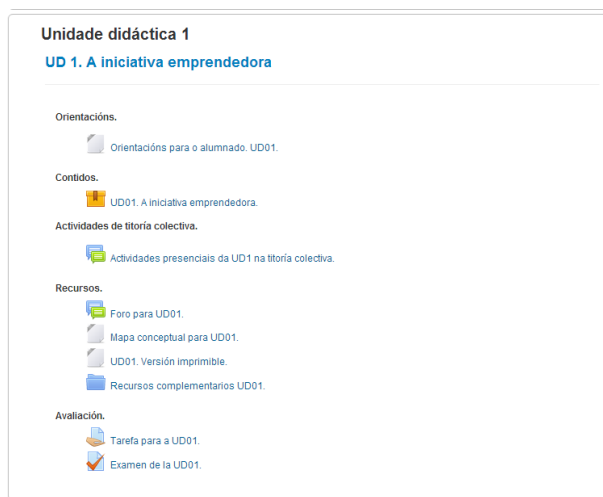 Unidade didáctica 1
UD 1. A iniciativa emprendedora
Orientacións.
Orientacións para o alumnado. UD01.
Contidos.
UD01. A iniciativa emprendedora.
Actividades de titoría colectiva.
Actividades presenciais da UD1 na titoría colectiva.
Recursos.
Foro para UD01.
Mapa conceptual para UD01.
UD01. Versión imprimible.
Recursos complementarios UD01.
Avaliación.
Tarefa para a UD01.
Examen de la UD01.